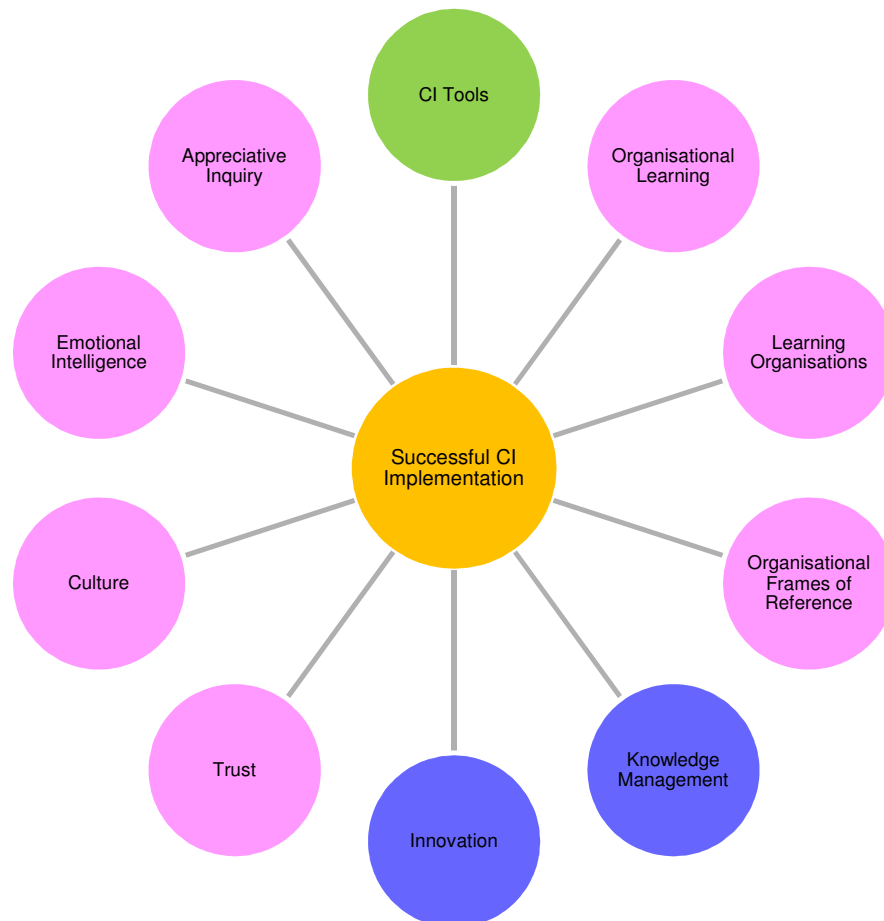 CI Tools
Appreciative
Inquiry
Organisational
Learning
Emotional
Intelligence
Learning
Organisations
Successful CI
Implementation
Culture
Organisational
Frames of
Reference
Trust
Knowledge
Management
Innovation